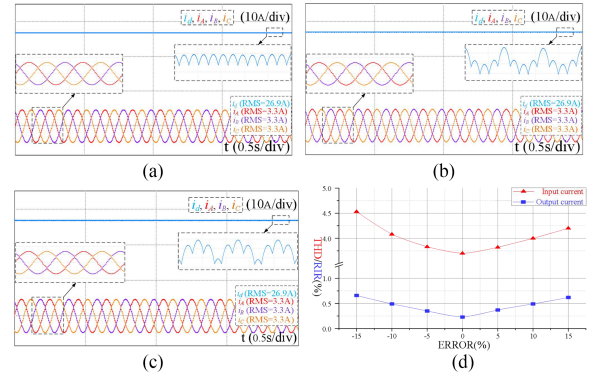 id, iA, iB, iC (10A/div)
id (RMS=26.9A)
iA (RMS=3.3A)
iB (RMS=3.3A)
iC (RMS=3.3A)
t (0.5s/div)
(a)
id, iA, iB, iC (10A/div)
id (RMS=26.9A)
iA (RMS=3.3A)
iB (RMS=3.3A)
iC (RMS=3.3A)
t (0.5s/div)
(b)
id, iA, iB, iC (10A/div)
id (RMS=26.9A)
iA (RMS=3.3A)
iB (RMS=3.3A)
iC (RMS=3.3A)
t (0.5s/div)
(c)
Input current
Output current
THD/RIR(%)
4.5
4.0
1.0
0.5
0.0
-15 -10 -5 0 5 10 15
ERROR(%)
(d)